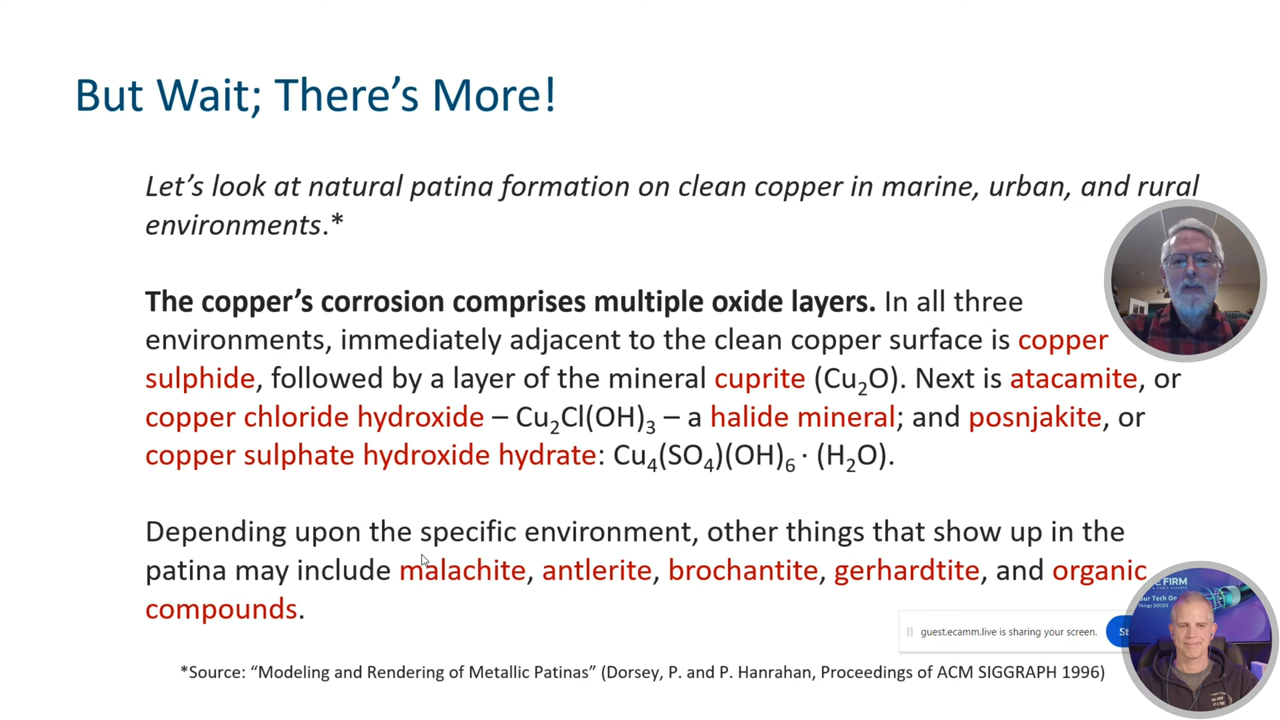 But Wait; There's More!
Let's look at natural patina formation on clean copper in marine, urban, and rural
environments.*
The copper's corrosion comprises multiple oxide layers. In all three
environments, immediately adjacent to the clean copper surface is copper
sulphide, followed by a layer of the mineral cuprite (Cu₂O). Next is atacamite, or
copper chloride hydroxide – Cu₂Cl(OH)₃ – a halide mineral; and posnjakite, or
copper sulphate hydroxide hydrate: Cu₄(SO₄)(OH)₆ · (H₂O).
Depending upon the specific environment, other things that show up in the
patina may include malachite, antlerite, brochantite, gerhardtite, and organic
compounds.
FIRM
Tech
Things DOCSIS
guest.ecamm.live is sharing your screen.
*Source: "Modeling and Rendering of Metallic Patinas" (Dorsey, P. and P. Hanrahan, Proceedings of ACM SIGGRAPH 1996)